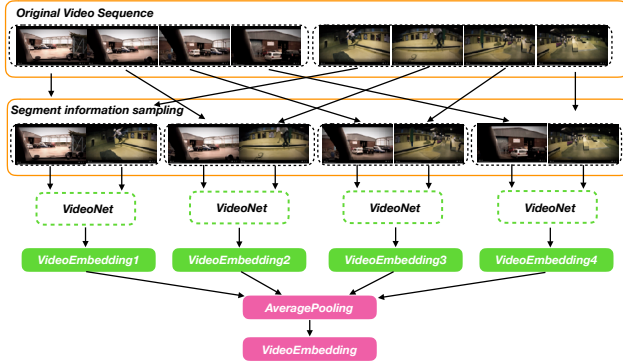 Original Video Sequence
Segment information sampling
VideoNet VideoNet VideoNet VideoNet
VideoEmbedding1 VideoEmbedding2 VideoEmbedding3 VideoEmbedding4
AveragePooling
VideoEmbedding